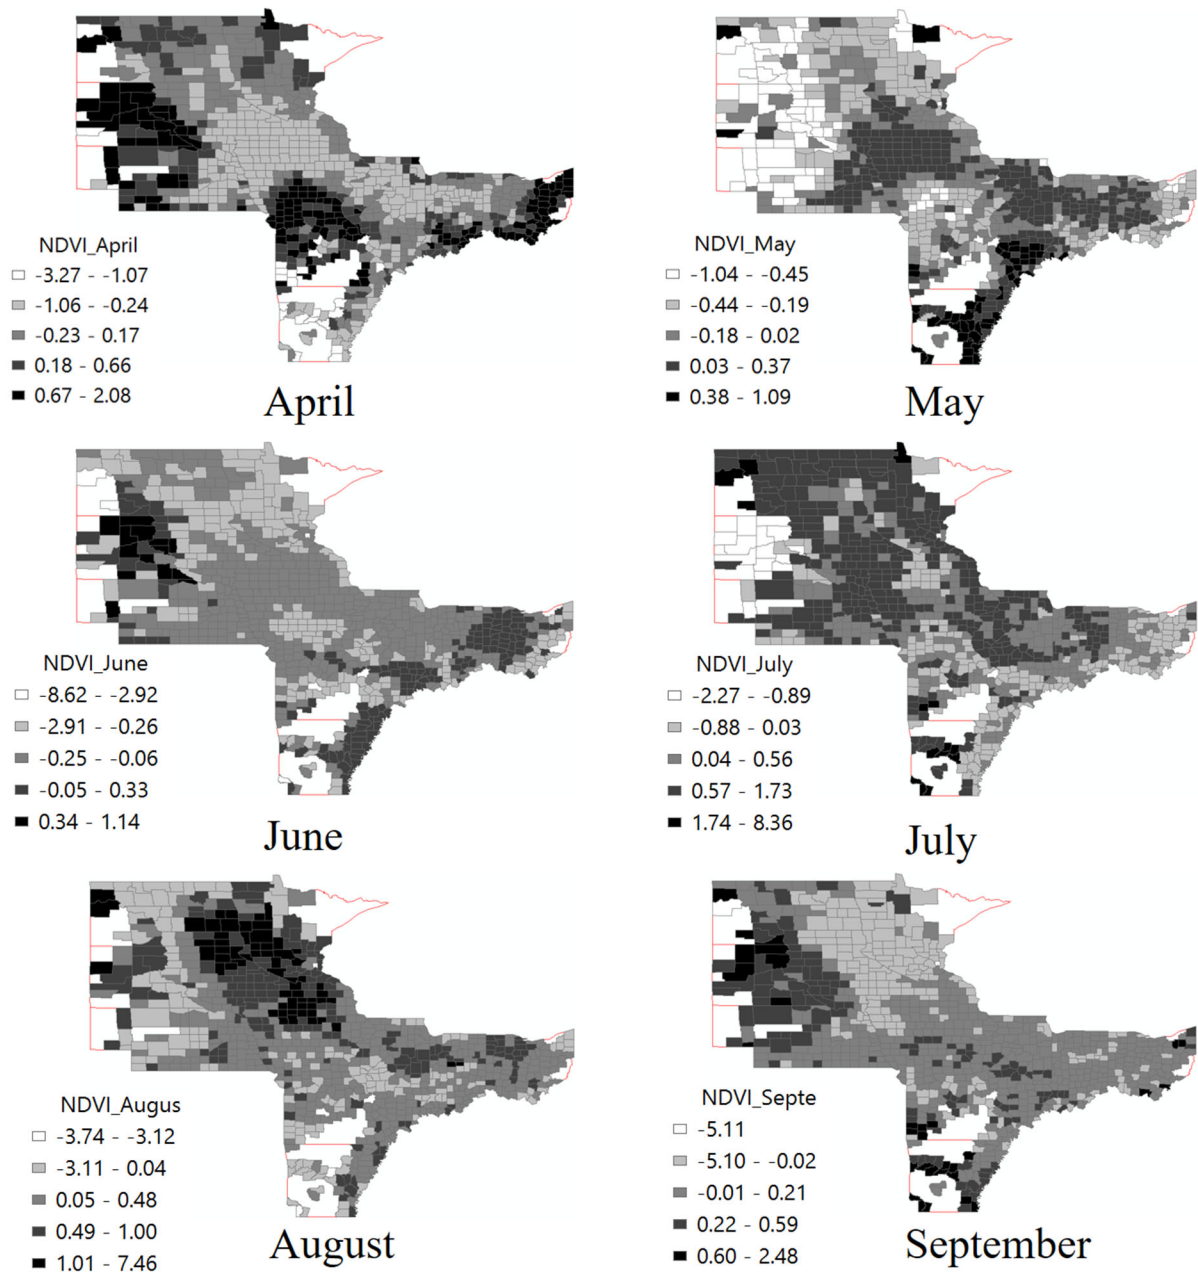 NDVI_April
-3.27 - -1.07
-1.06 - -0.24
-0.23 - 0.17
0.18 - 0.66
0.67 - 2.08
April
NDVI_May
-1.04 - -0.45
-0.44 - -0.19
-0.18 - 0.02
0.03 - 0.37
0.38 - 1.09
May
NDVI_June
-8.62 - -2.92
-2.91 - -0.26
-0.25 - -0.06
-0.05 - 0.33
0.34 - 1.14
June
NDVI_July
-2.27 - -0.89
-0.88 - 0.03
0.04 - 0.56
0.57 - 1.73
1.74 - 8.36
July
NDVI_Augus
-3.74 - -3.12
-3.11 - 0.04
0.05 - 0.48
0.49 - 1.00
1.01 - 7.46
August
NDVI_Septe
-5.11
-5.10 - -0.02
-0.01 - 0.21
0.22 - 0.59
0.60 - 2.48
September